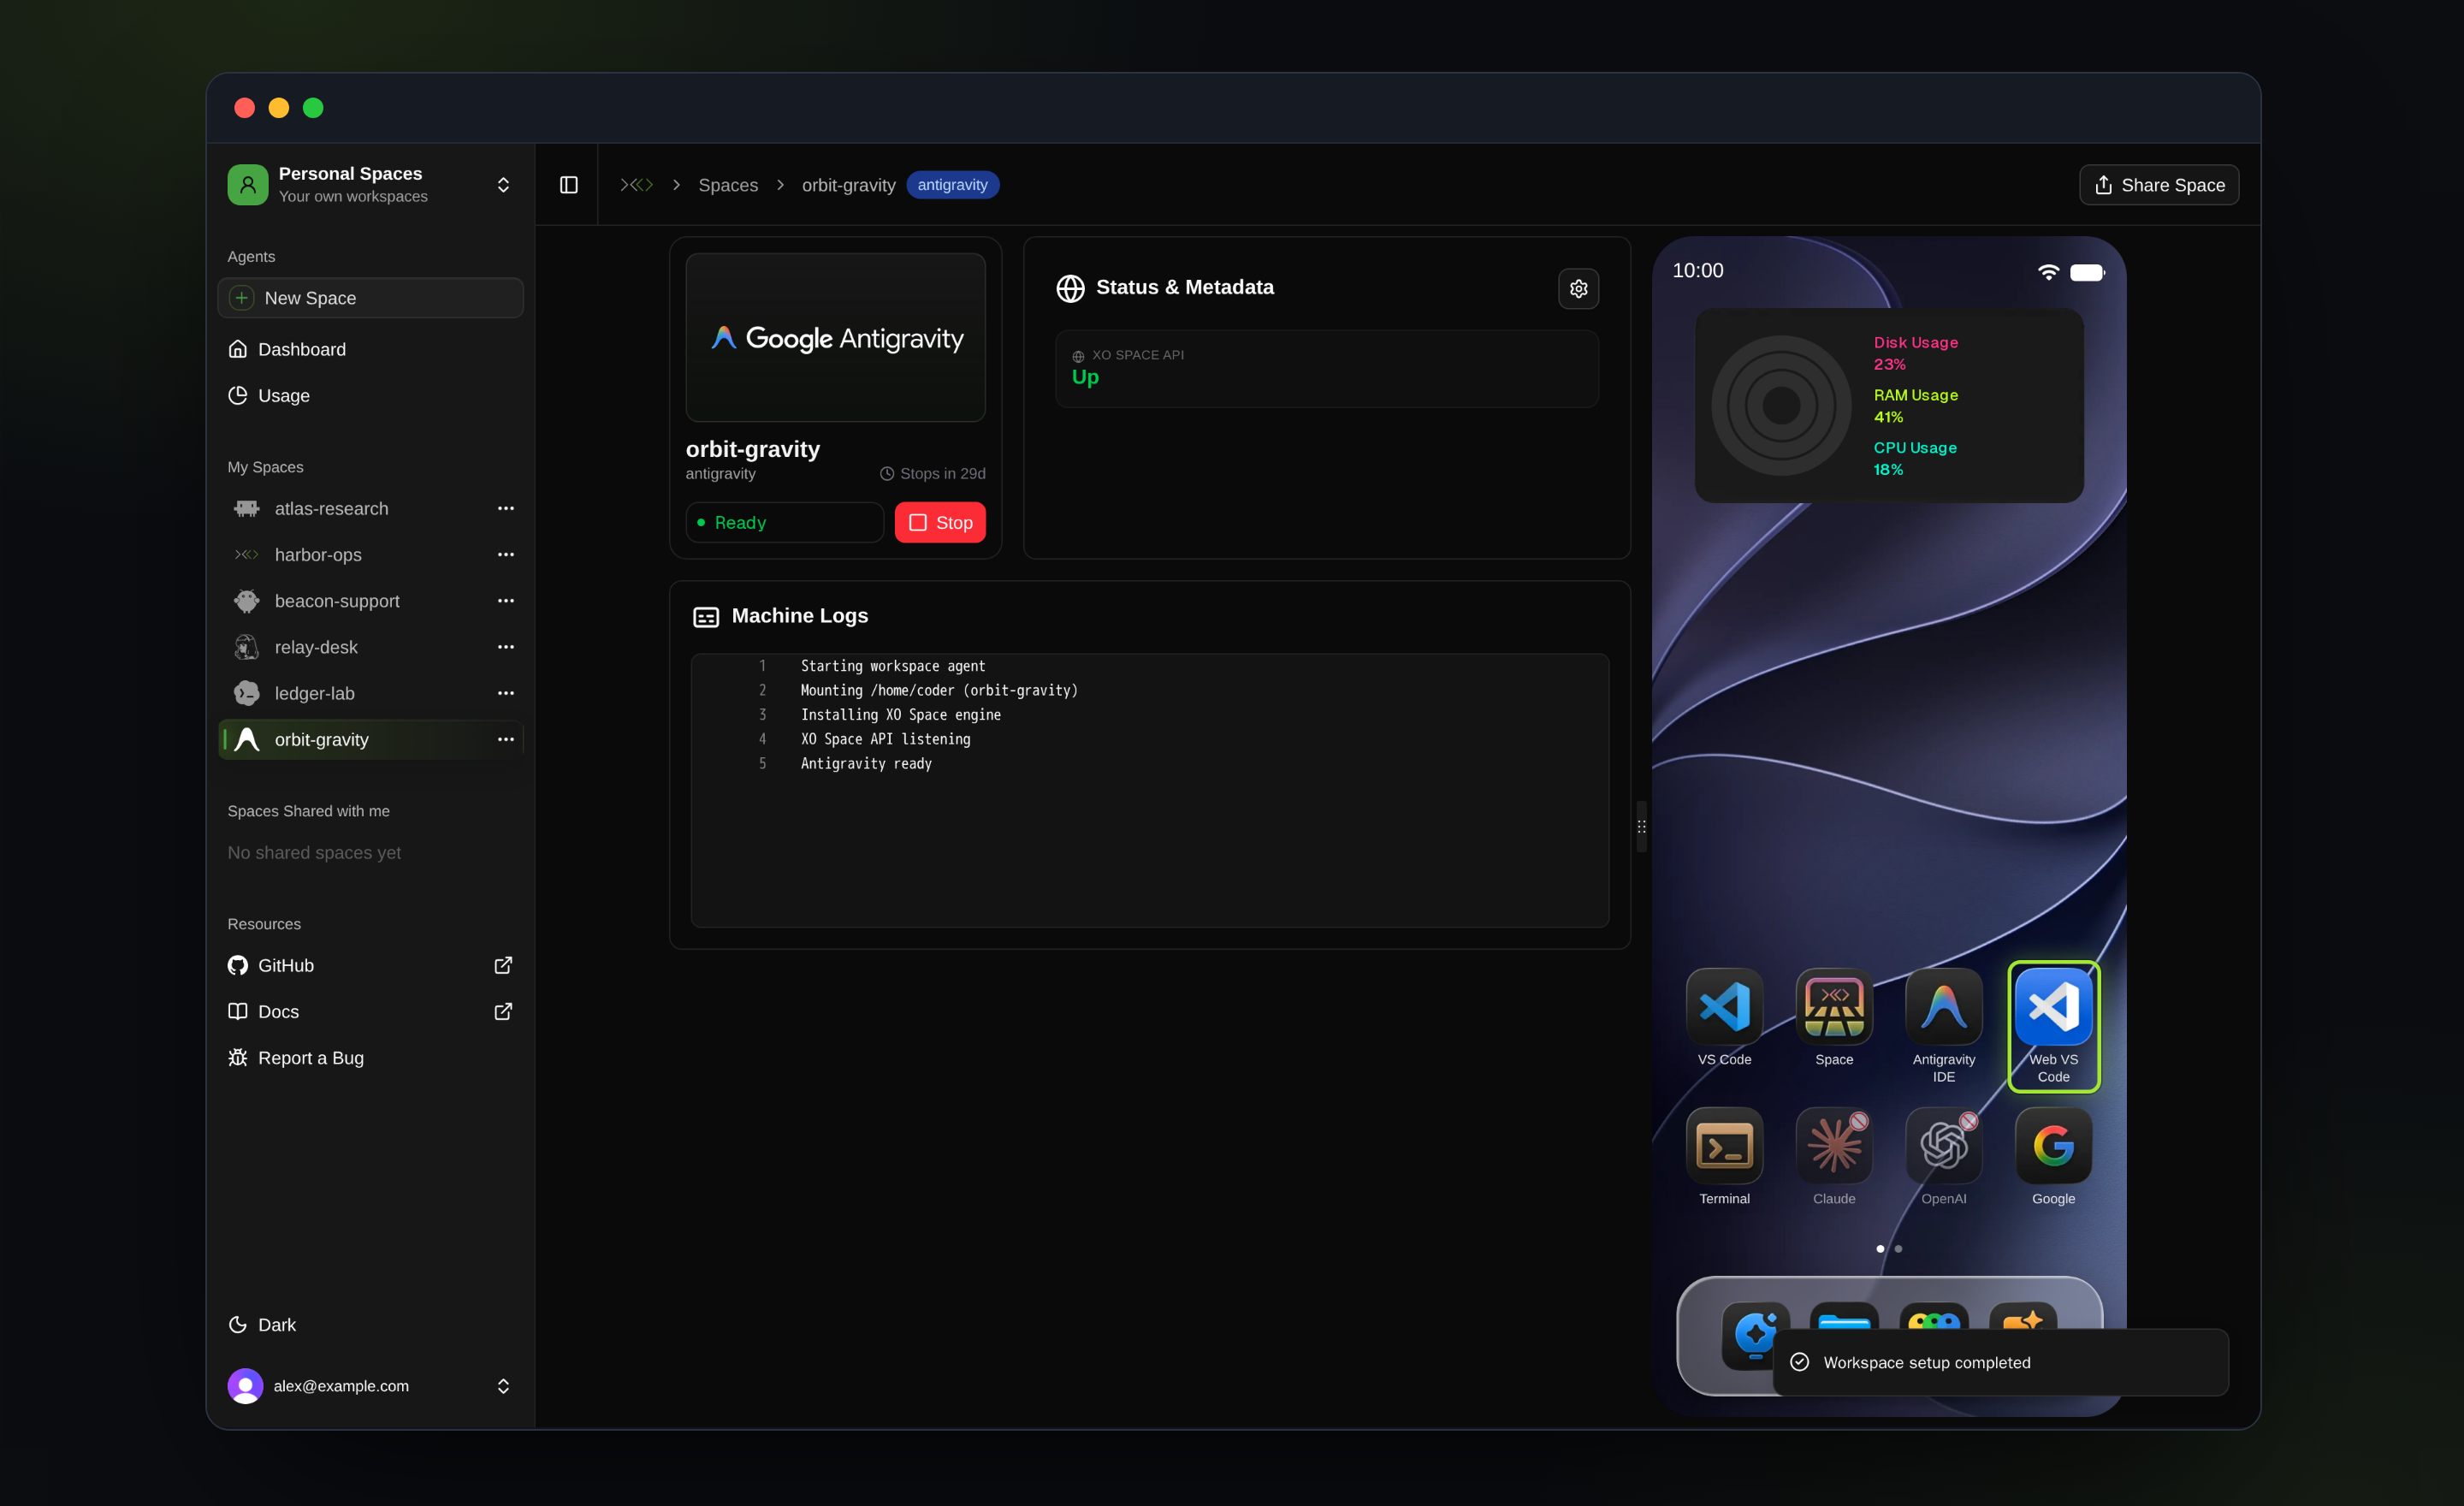 Personal Spaces
Your own workspaces
Agents
New Space
Dashboard
Usage
My Spaces
atlas-research
harbor-ops
beacon-support
relay-desk
ledger-lab
orbit-gravity
Spaces Shared with me
No shared spaces yet
Resources
GitHub
Docs
Report a Bug
Dark
alex@example.com
Spaces
orbit-gravity
antigravity
Share Space
Google Antigravity
orbit-gravity
antigravity
Stops in 29d
Ready
Stop
Status & Metadata
XO SPACE API
Up
Machine Logs
1 Starting workspace agent
2 Mounting /home/coder (orbit-gravity)
3 Installing XO Space engine
4 XO Space API listening
5 Antigravity ready
10:00
Disk Usage
23%
RAM Usage
41%
CPU Usage
18%
VS Code
Space
Antigravity
IDE
Web VS
Code
Terminal
Claude
OpenAI
Google
Workspace setup completed